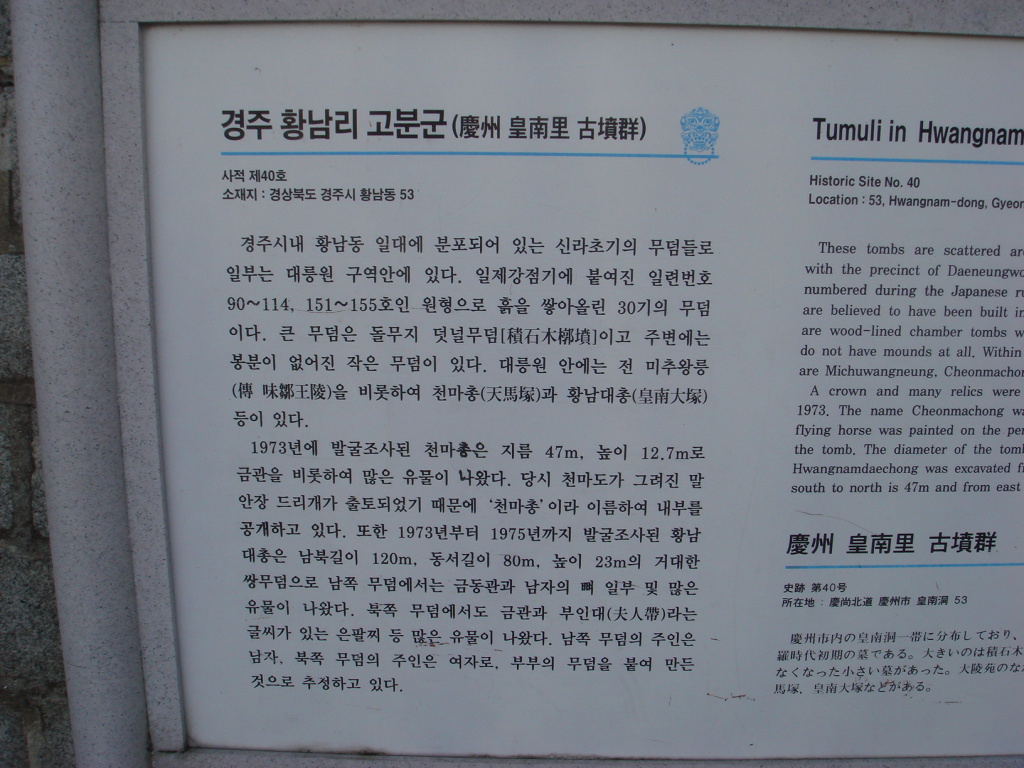 경주 황남리 고분군(慶州 皇南里 古墳群)
사적 제40호
소재지 : 경상북도 경주시 황남동 53
경주시내 황남동 일대에 분포되어 있는 신라초기의 무덤들로
일부는 대릉원 구역안에 있다. 일제강점기에 붙여진 일련번호
90～114, 151～155호인 원형으로 흙을 쌓아올린 30기의 무덤
이다. 큰 무덤은 돌무지 덧널무덤[積石木槨墳]이고 주변에는
봉분이 없어진 작은 무덤이 있다. 대릉원 안에는 전 미추왕릉
(傳 味鄒王陵)을 비롯하여 천마총(天馬塚)과 황남대총(皇南大塚)
등이 있다.
1973년에 발굴조사된 천마총은 지름 47m, 높이 12.7m로
금관을 비롯하여 많은 유물이 나왔다. 당시 천마도가 그려진 말
안장 드리개가 출토되었기 때문에 '천마총'이라 이름하여 내부를
공개하고 있다. 또한 1973년부터 1975년까지 발굴조사된 황남
대총은 남북길이 120m, 동서길이 80m, 높이 23m의 거대한
쌍무덤으로 남쪽 무덤에서는 금동관과 남자의 뼈 일부 및 많은
유물이 나왔다. 북쪽 무덤에서도 금관과 부인대(夫人帶)라는
글씨가 있는 은팔찌 등 많은 유물이 나왔다. 남쪽 무덤의 주인은
남자, 북쪽 무덤의 주인은 여자로, 부부의 무덤을 붙여 만든
것으로 추정하고 있다.
Tumuli in Hwangnam
Historic Site No. 40
Location : 53, Hwangnam-dong, Gyeon
These tombs are scattered
with the precinct of Daeneungwo
numbered during the Japanese
are believed to have been built in
are wood-lined chamber tombs
do not have mounds at all. Within
are Michuwangneung, Cheonmachon
A crown and many relics were
1973. The name Cheonmachong
flying horse was painted on the
the tomb. The diameter of the
Hwangnamdaechong was excavated
south to north is 47m and from east
慶州 皇南里 古墳群
史跡 第40号
所在地 : 慶尚北道 慶州市 皇南洞 53
慶州市内の皇南洞一帯に分布しており、
羅時代初期の墓である。大きいのは積石木
なくなった小さい墓があった。大陵苑のな
馬塚、皇南大塚などがある。